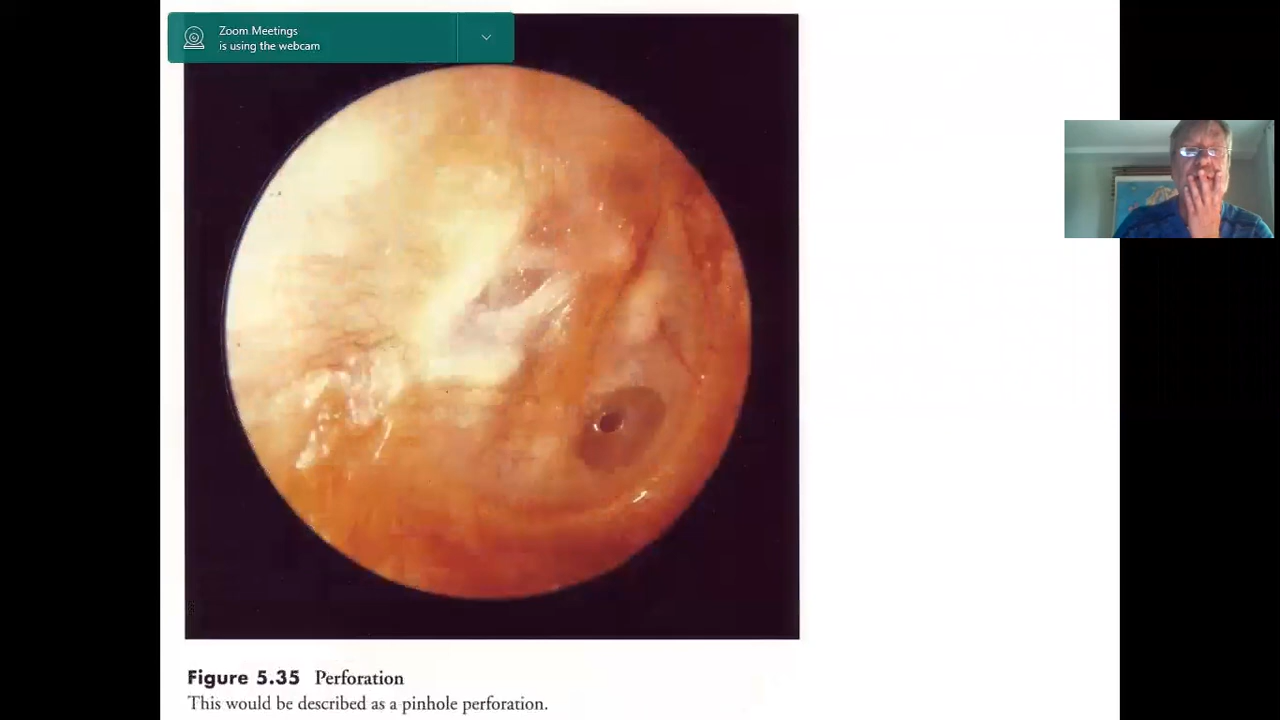 Zoom Meetings
is using the webcam
Figure 5.35 Perforation
This would be described as a pinhole perforation.